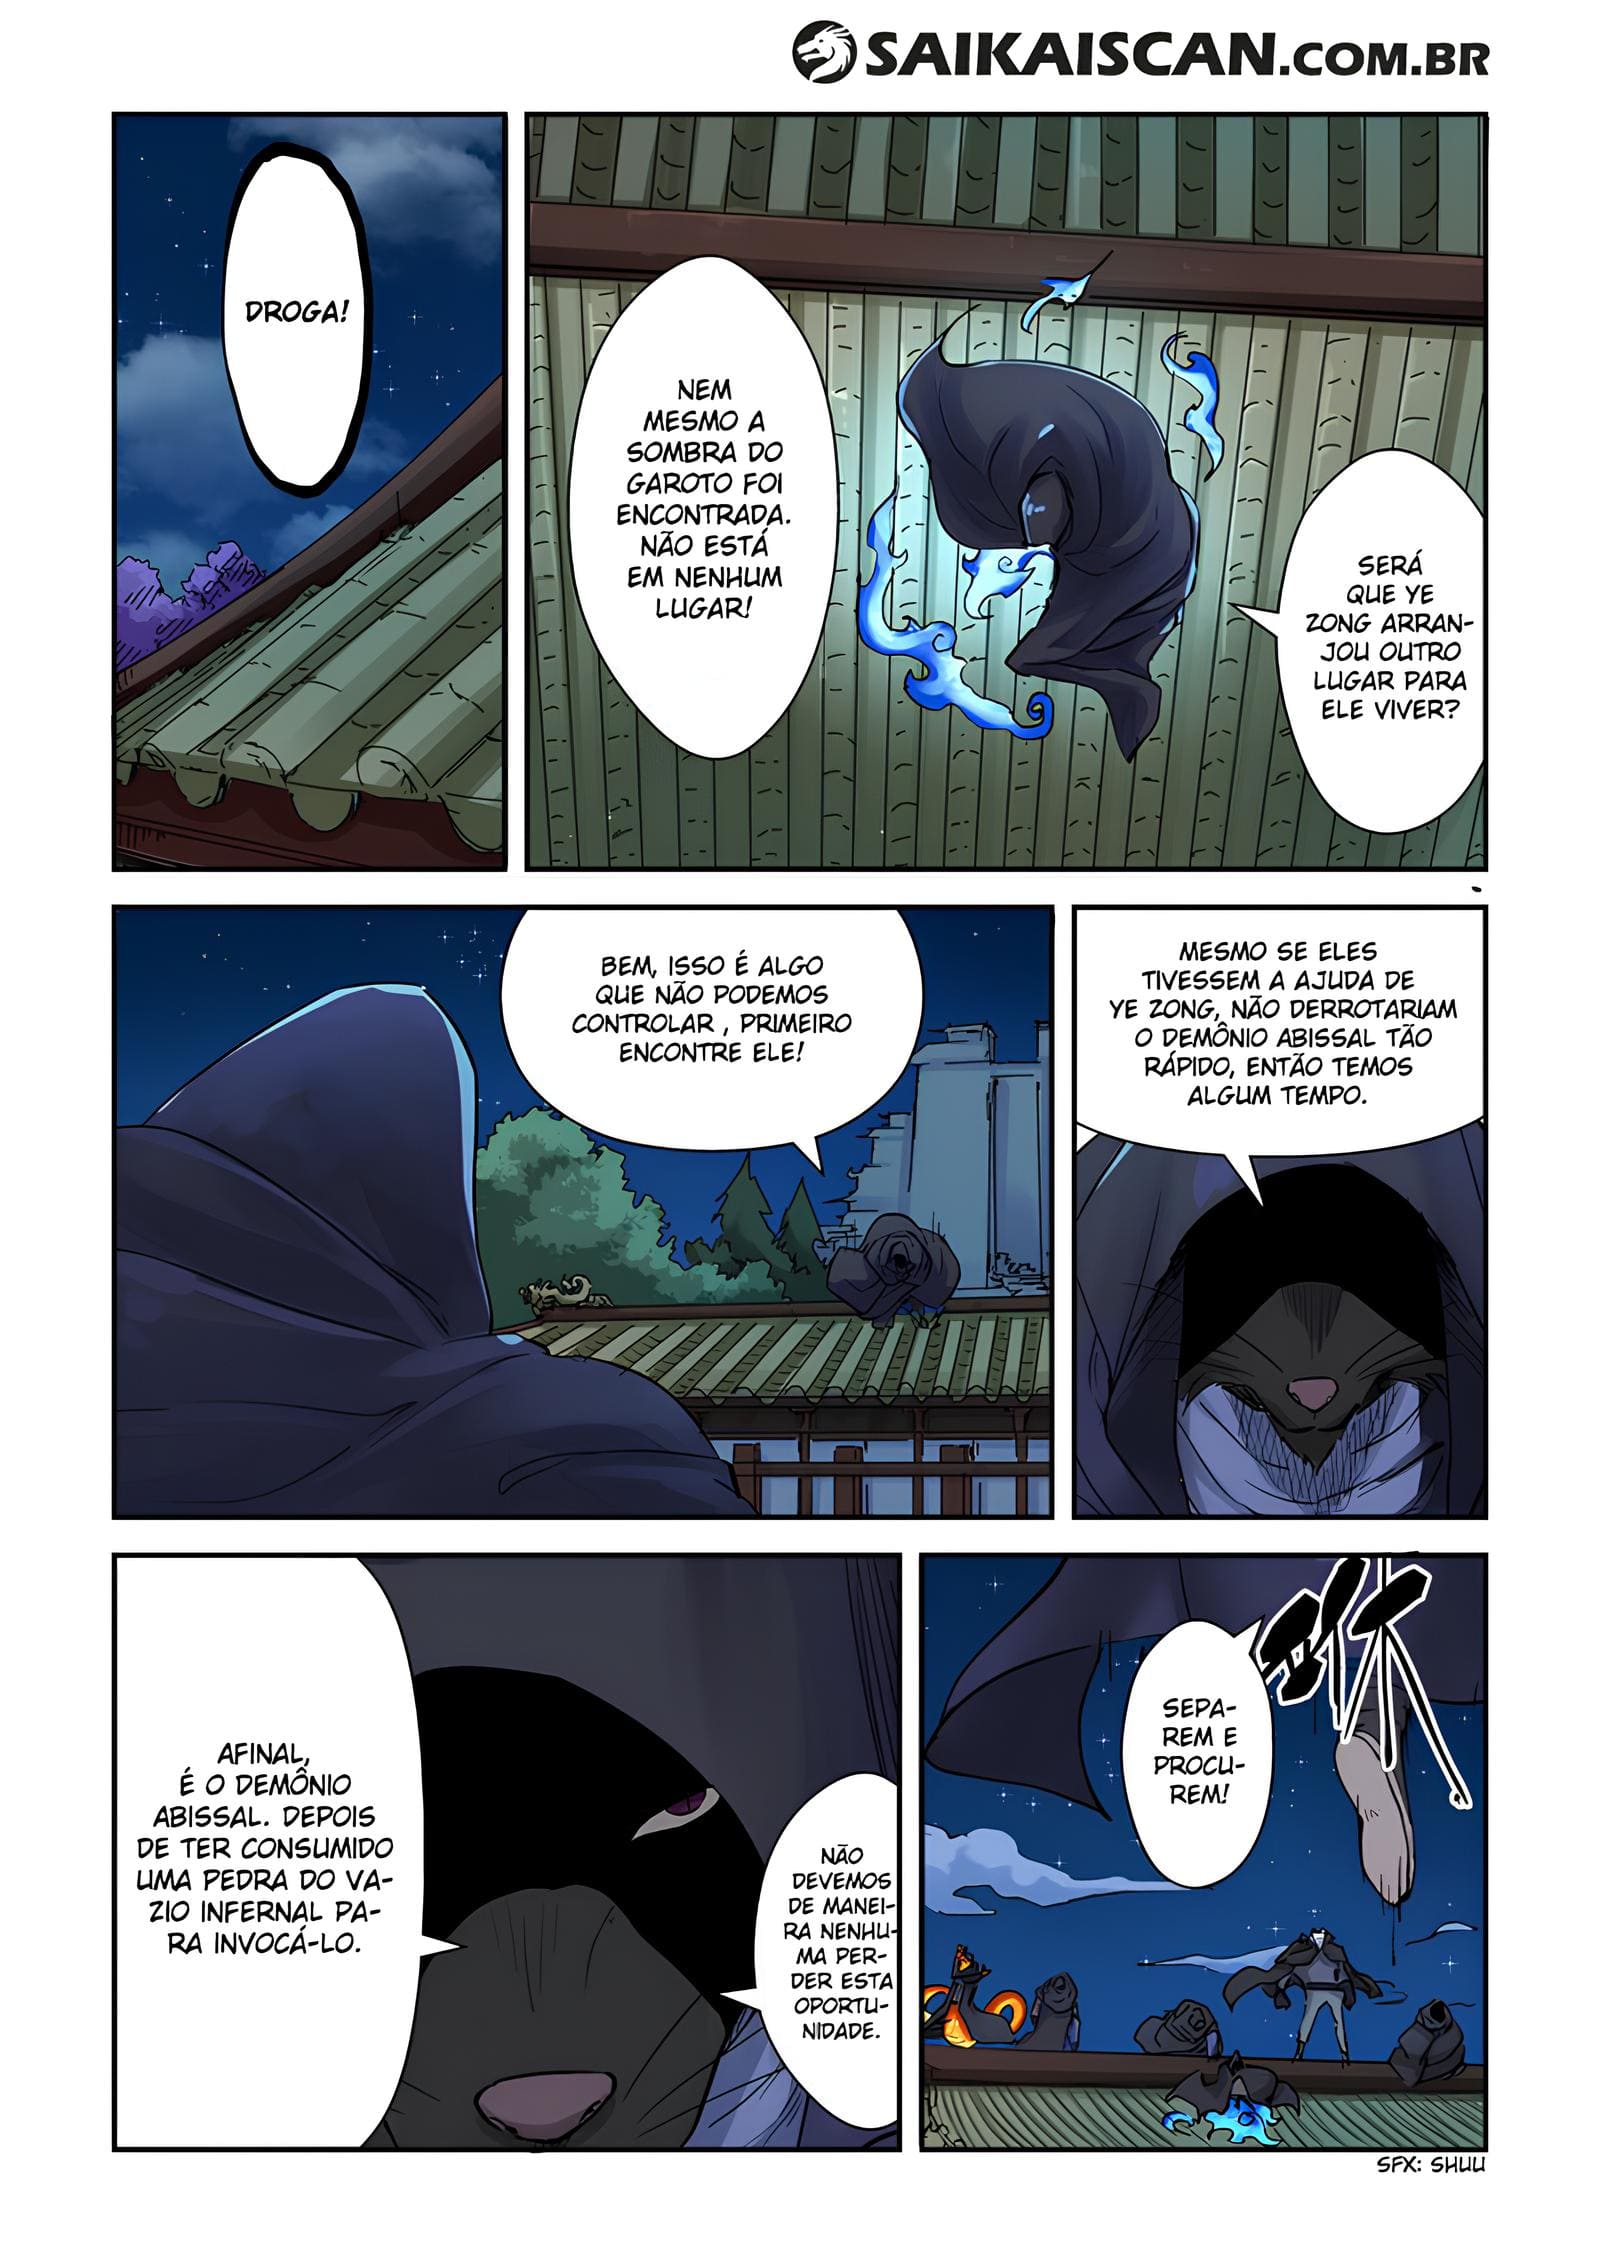 SAIKAISCAN.COM.BR
DROGA!
NEM
MESMO A
SOMBRA DO
GAROTO FOI
ENCONTRADA.
NÃO ESTÁ
EM NENHUM
LUGAR!
SERÁ
QUE YE
ZONG ARRAN-
JOU OUTRO
LUGAR PARA
ELE VIVER?
BEM, ISSO É ALGO
QUE NÃO PODEMOS
CONTROLAR , PRIMEIRO
ENCONTRE ELE!
MESMO SE ELES
TIVESSEM A AJUDA DE
YE ZONG, NÃO DERROTARIAM
O DEMÔNIO ABISSAL TÃO
RÁPIDO, ENTÃO TEMOS
ALGUM TEMPO.
AFINAL,
É O DEMÔNIO
ABISSAL. DEPOIS
DE TER CONSUMIDO
UMA PEDRA DO VA-
ZIO INFERNAL PA-
RA INVOCÁ-LO.
NÃO
DEVEMOS
DE MANEI-
RA NENHU-
MA PER-
DER ESTA
OPORTU-
NIDADE.
SEPA-
REM E
PROCU-
REM!
SFX: SHUU